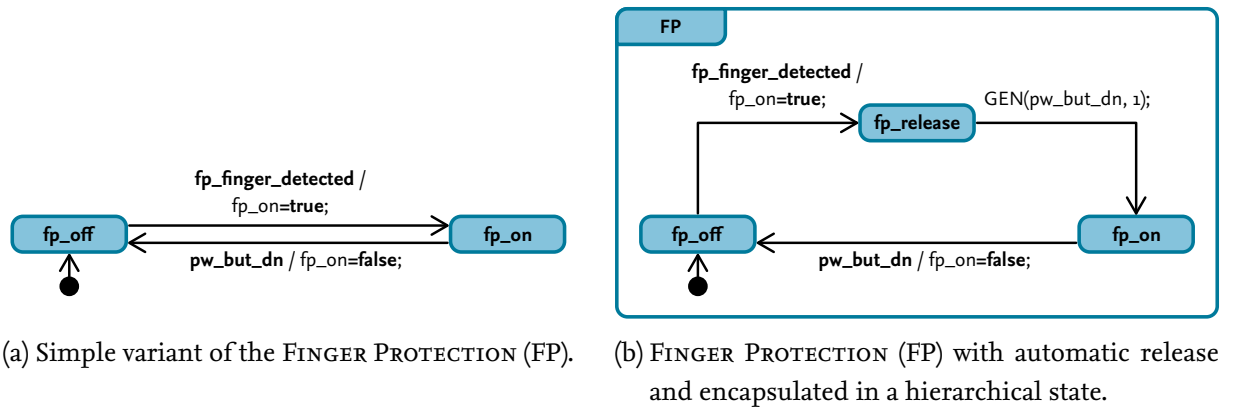 fp_finger_detected /
fp_on=true;
fp_off
fp_on
pw_but_dn / fp_on=false;
(a) Simple variant of the Finger Protection (FP).
FP
fp_finger_detected /
fp_on=true;
GEN(pw_but_dn, 1);
fp_release
fp_off
fp_on
pw_but_dn / fp_on=false;
(b) Finger Protection (FP) with automatic release
and encapsulated in a hierarchical state.